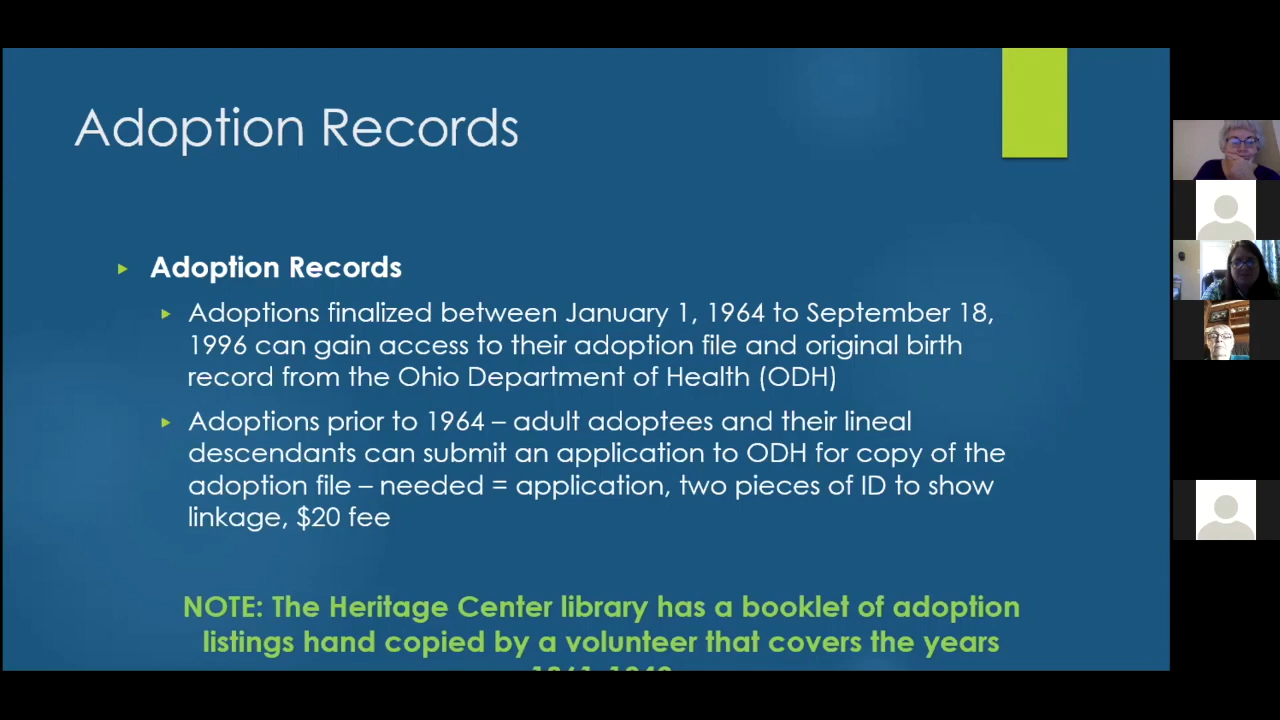 Adoption Records
Adoption Records
Adoptions finalized between January 1, 1964 to September 18,
1996 can gain access to their adoption file and original birth
record from the Ohio Department of Health (ODH)
Adoptions prior to 1964 – adult adoptees and their lineal
descendants can submit an application to ODH for copy of the
adoption file – needed = application, two pieces of ID to show
linkage, $20 fee
NOTE: The Heritage Center library has a booklet of adoption
listings hand copied by a volunteer that covers the years